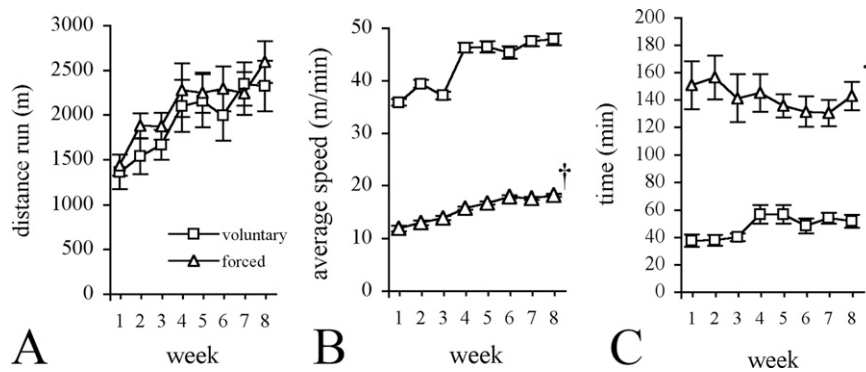 distance run (m)
3000
2500
2000
1500
1000
500
0
voluntary
forced
1 2 3 4 5 6 7 8
week
A
average speed (m/min)
50
40
30
20
10
0
†
1 2 3 4 5 6 7 8
week
B
time (min)
200
180
160
140
120
100
80
60
40
20
0
1 2 3 4 5 6 7 8
week
C